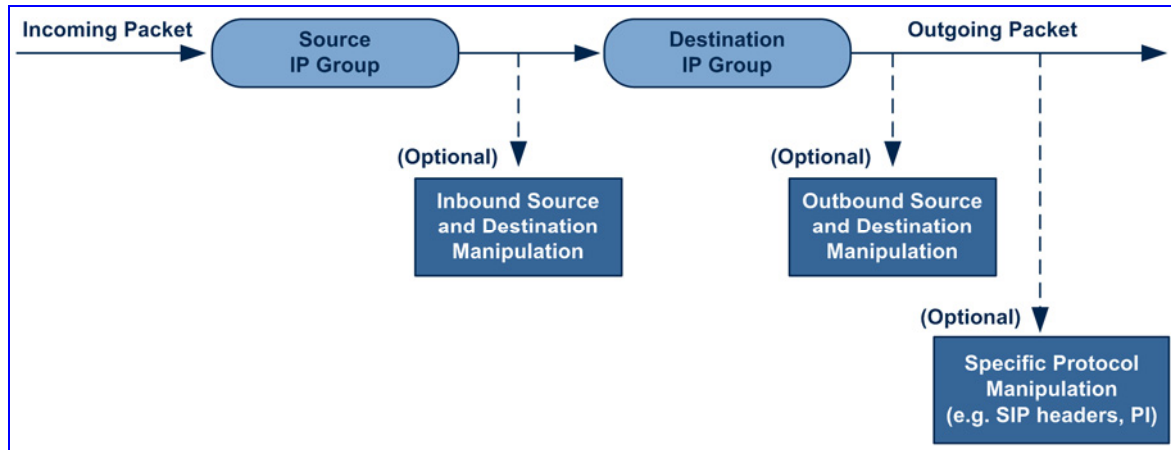 Incoming Packet
Source
IP Group
Destination
IP Group
Outgoing Packet
(Optional)
Inbound Source
and Destination
Manipulation
(Optional)
Outbound Source
and Destination
Manipulation
(Optional)
Specific Protocol
Manipulation
(e.g. SIP headers, PI)